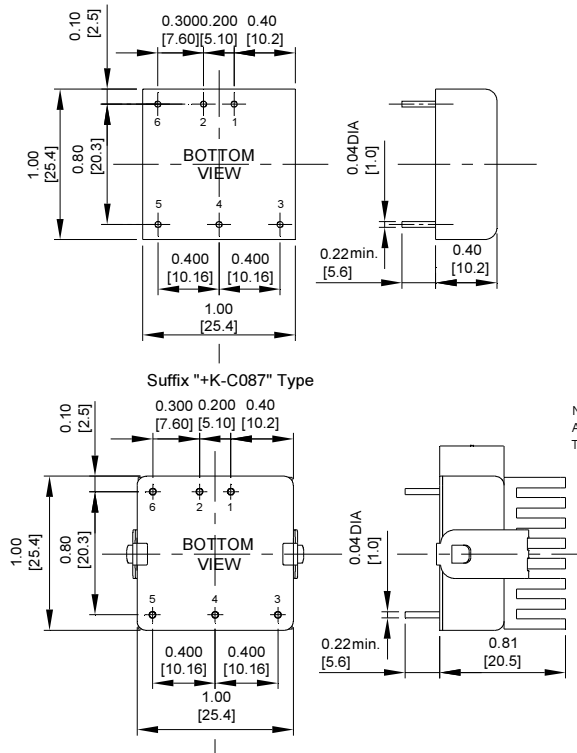 0.10
[2.5]
0.300 0.200 0.40
[7.60] [5.10] [10.2]
6 2 1
BOTTOM
VIEW
5 4 3
1.00
[25.4]
0.80
[20.3]
0.400 0.400
[10.16] [10.16]
1.00
[25.4]
0.04DIA
[1.0]
0.22min.
[5.6]
0.40
[10.2]
Suffix "+K-C087" Type
0.10
[2.5]
0.300 0.200 0.40
[7.60] [5.10] [10.2]
6 2 1
BOTTOM
VIEW
5 4 3
1.00
[25.4]
0.80
[20.3]
0.400 0.400
[10.16] [10.16]
1.00
[25.4]
0.04DIA
[1.0]
0.22min.
[5.6]
0.81
[20.5]